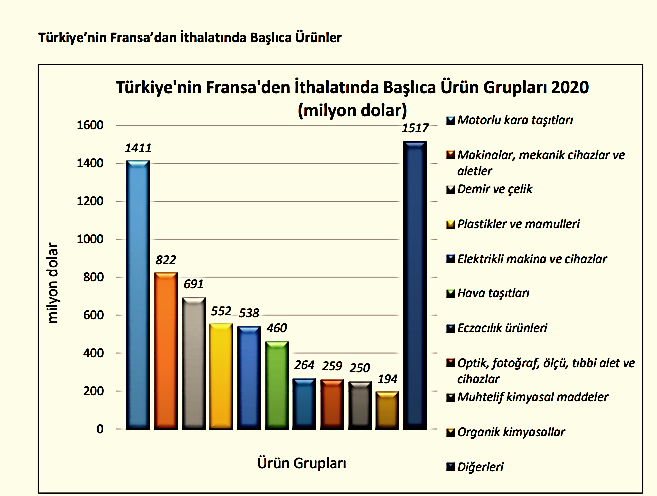 Türkiye’nin Fransa’dan İthalatında Başlıca Ürünler
Türkiye'nin Fransa'den İthalatında Başlıca Ürün Grupları 2020
(milyon dolar)
1600
1400
1200
1000
800
600
400
200
0
milyon dolar
1411
822
691
552
538
460
264
259
250
194
1517
Ürün Grupları
Motorlu kara taşıtları
Makinalar, mekanik cihazlar ve
aletler
Demir ve çelik
Plastikler ve mamulleri
Elektrikli makina ve cihazlar
Hava taşıtları
Eczacılık ürünleri
Optik, fotoğraf, ölçü, tıbbi alet ve
cihazlar
Muhtelif kimyasal maddeler
Organik kimyasallar
Diğerleri